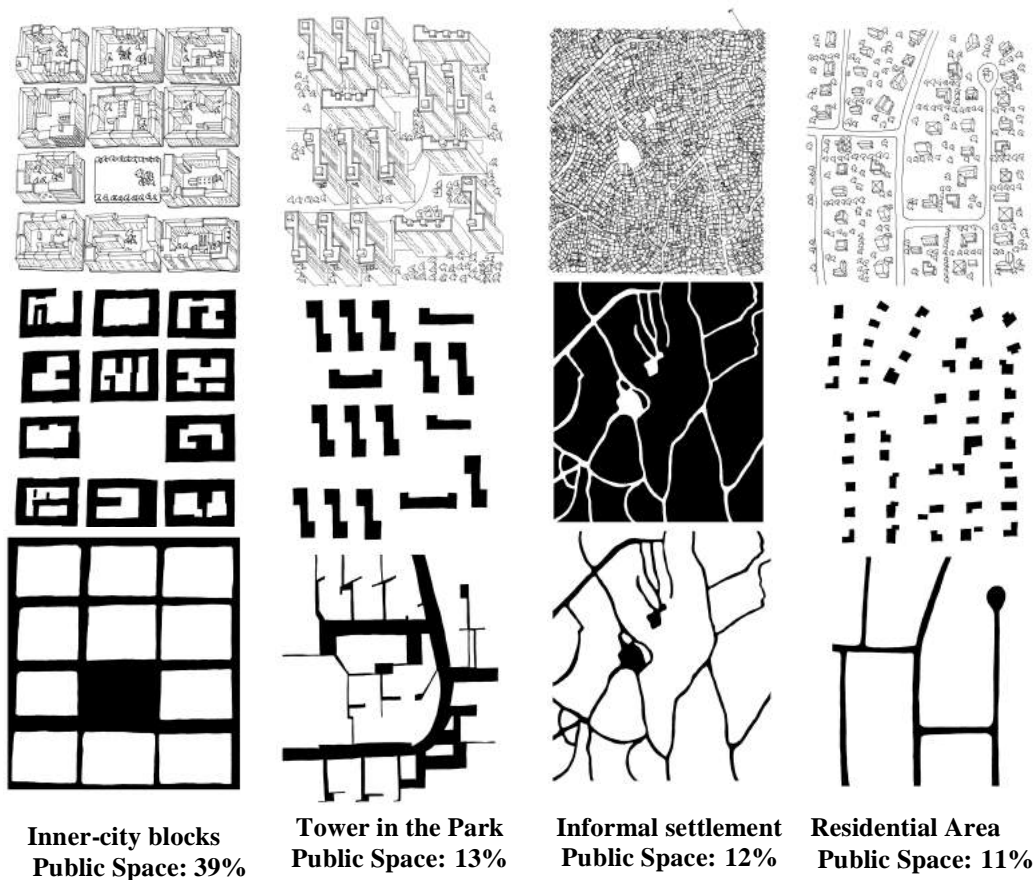 Inner-city blocks
Public Space: 39%
Tower in the Park
Public Space: 13%
Informal settlement
Public Space: 12%
Residential Area
Public Space: 11%